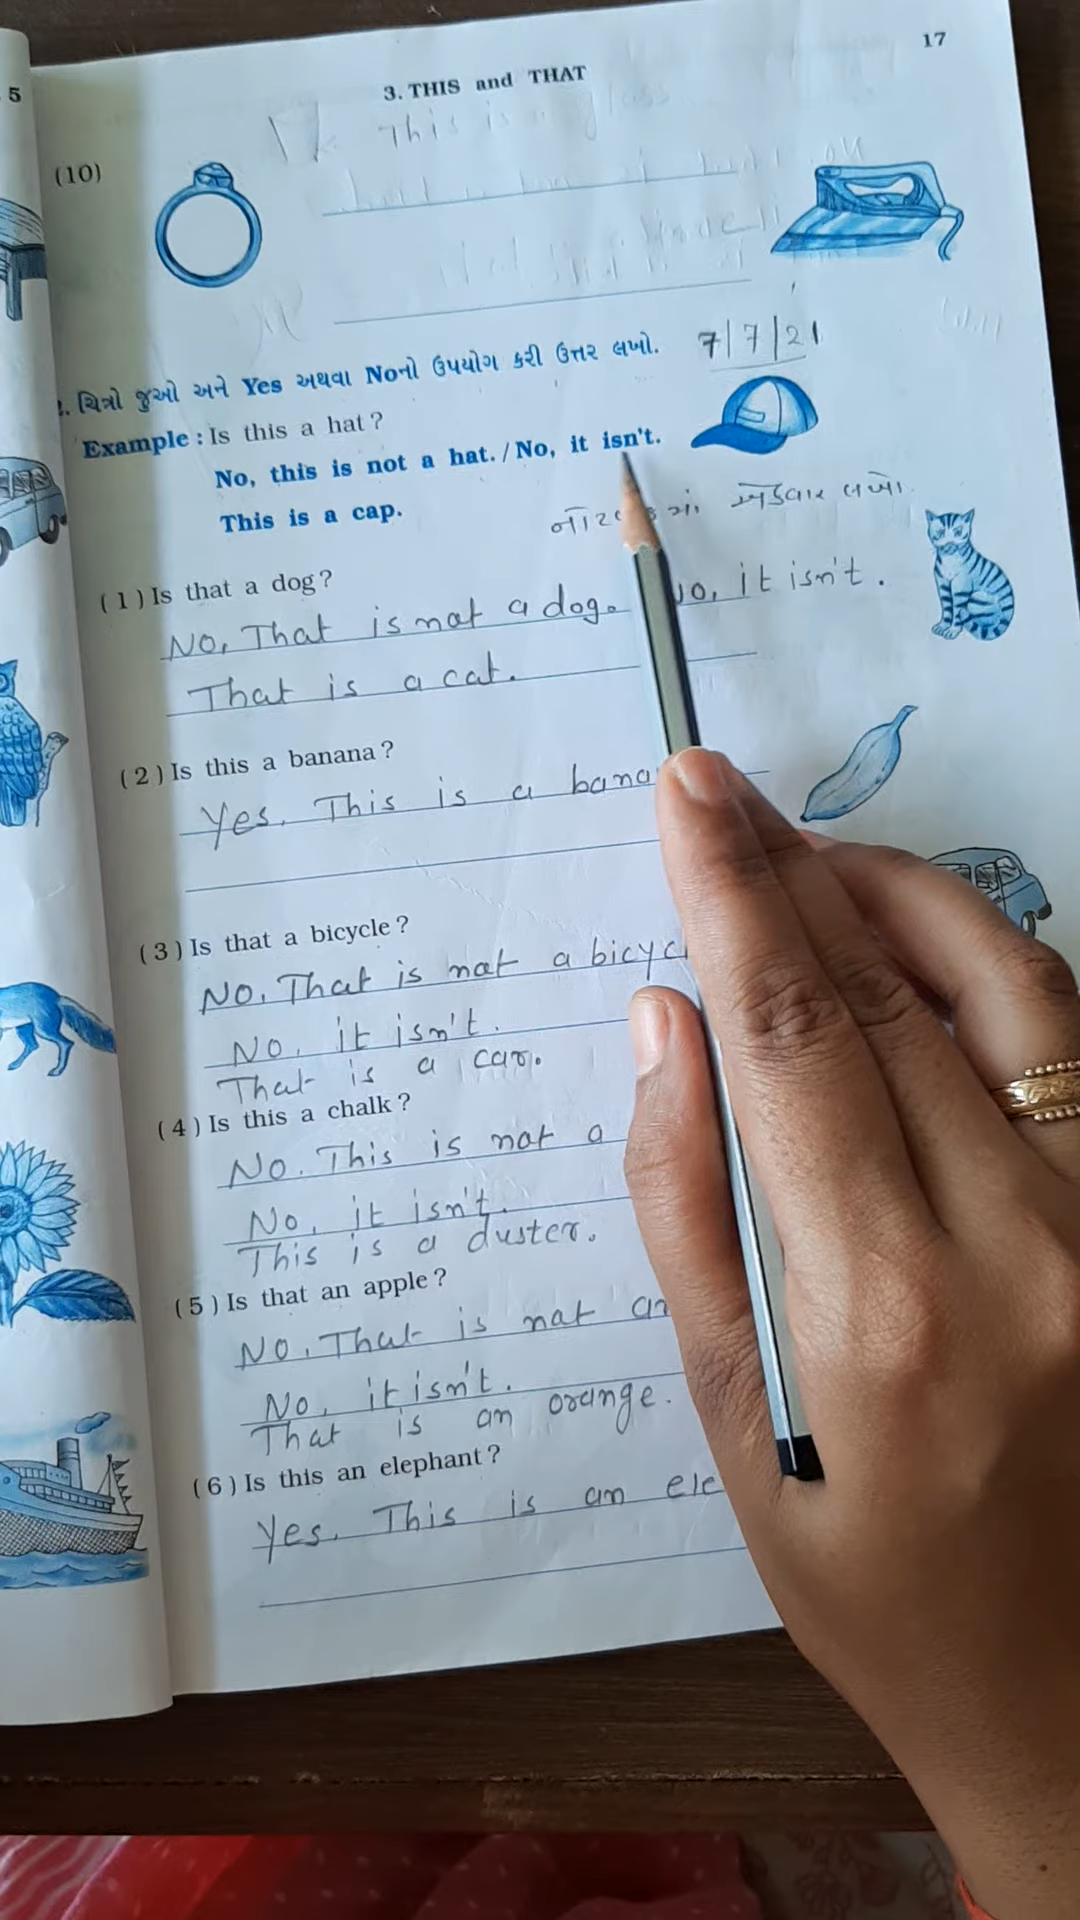 5
17
3. THIS and THAT
This is a glass
(10)
ચિત્રો જુઓ અને Yes અથવા Noનો ઉપયોગ કરી ઉત્તર લખો. 7/7/21
Example : Is this a hat?
No, this is not a hat. / No, it isn't.
This is a cap.
અેકવાર લખો.
(1) Is that a dog?
No, That is not a dog. No, it isn't.
That is a cat.
(2) Is this a banana?
Yes. This is a bana
(3) Is that a bicycle?
No. That is not a bicyc
No, it isn't.
That is a car.
(4) Is this a chalk?
No. This is not a
No, it isn't.
This is a duster.
(5) Is that an apple?
No. That is not an
No, it isn't.
That is an orange.
(6) Is this an elephant?
Yes. This is an ele